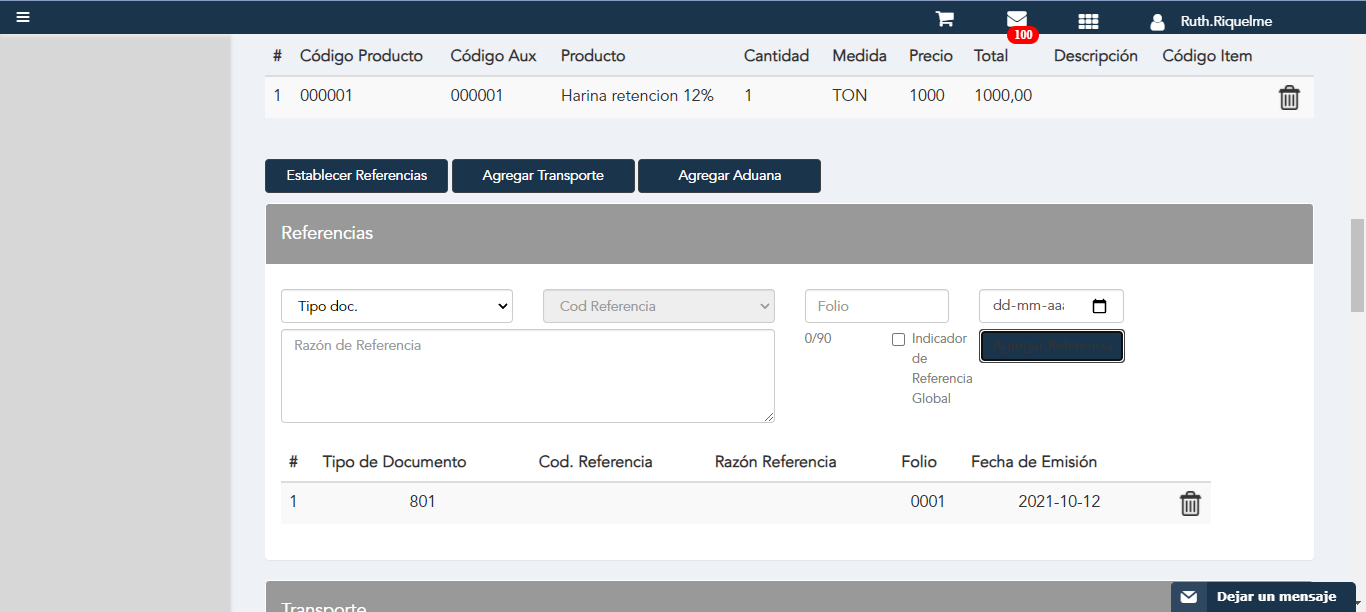 Ruth.Riquelme
100
# Código Producto Código Aux Producto Cantidad Medida Precio Total Descripción Código Item
1 000001 000001 Harina retencion 12% 1 TON 1000 1000,00
Establecer Referencias Agregar Transporte Agregar Aduana
Referencias
Tipo doc. Cod Referencia Folio dd-mm-aaa
Razón de Referencia
0/90
Indicador
de
Referencia
Global
Agregar Referencia
# Tipo de Documento Cod. Referencia Razón Referencia Folio Fecha de Emisión
1 801 0001 2021-10-12
Transporte
Dejar un mensaje